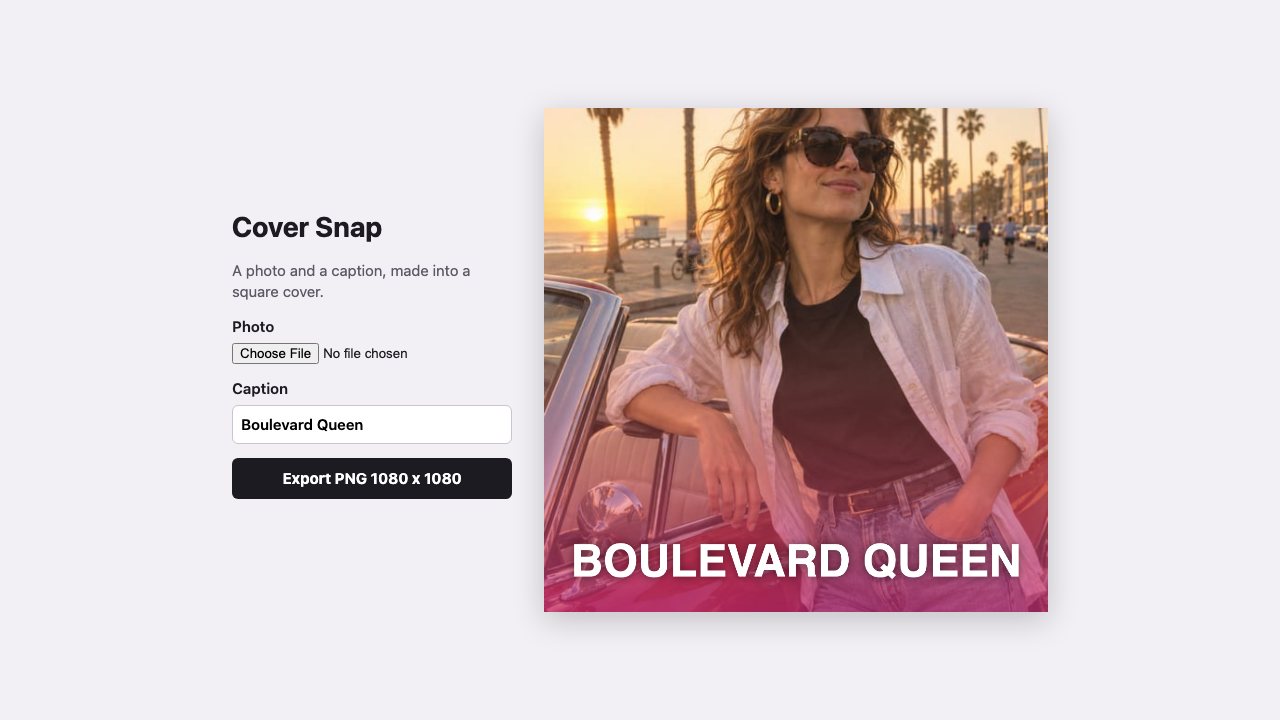 Cover Snap
A photo and a caption, made into a
square cover.
Photo
Choose File No file chosen
Caption
Boulevard Queen
Export PNG 1080 x 1080
BOULEVARD QUEEN